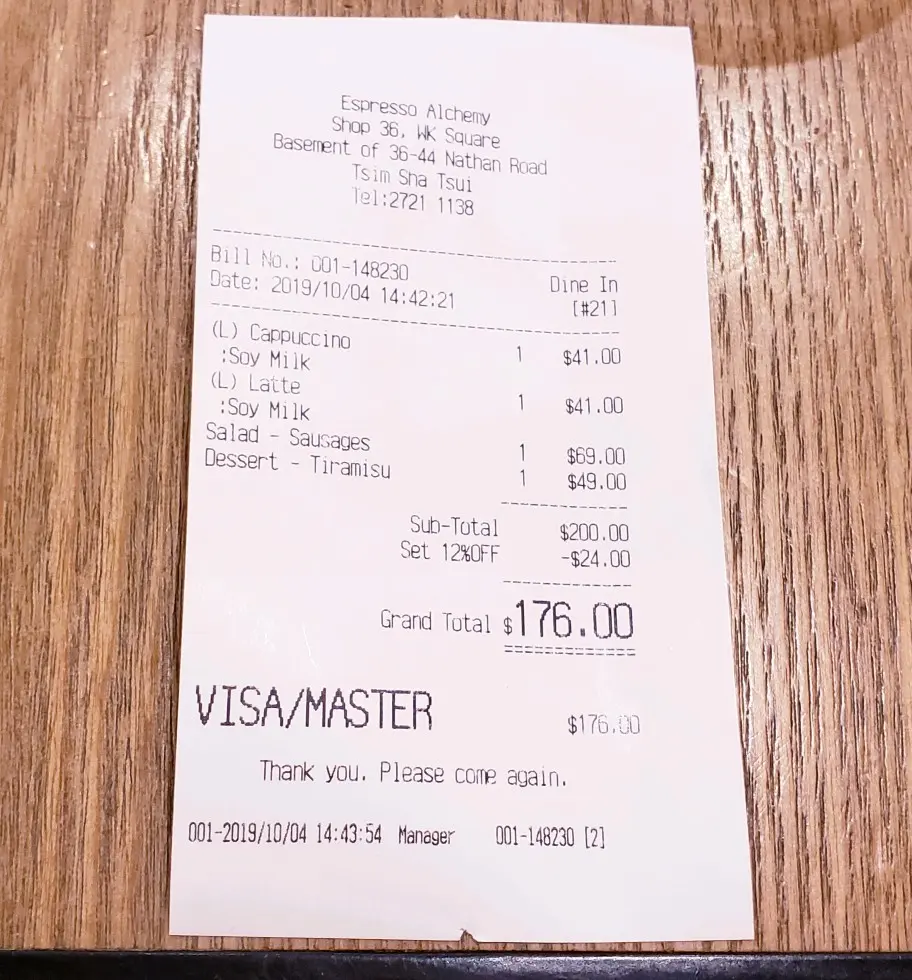 Espresso Alchemy
Shop 36, WK Square
Basement of 36-44 Nathan Road
Tsim Sha Tsui
Tel:2721 1138
Bill No.: 001-148230 Dine In
Date: 2019/10/04 14:42:21 [#21]
(L) Cappuccino 1 $41.00
:Soy Milk
(L) Latte 1 $41.00
:Soy Milk
Salad - Sausages 1 $69.00
Dessert - Tiramisu 1 $49.00
Sub-Total $200.00
Set 12%OFF -$24.00
Grand Total $176.00
VISA/MASTER $176.00
Thank you. Please come again.
001-2019/10/04 14:43:54 Manager 001-148230 [2]